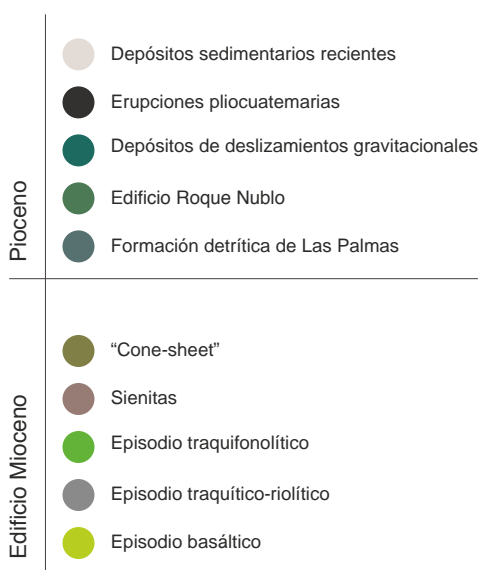 Pioceno
Depósitos sedimentarios recientes
Erupciones pliocuatemarias
Depósitos de deslizamientos gravitacionales
Edificio Roque Nublo
Formación detrítica de Las Palmas
Edificio Mioceno
“Cone-sheet”
Sienitas
Episodio traquifonolítico
Episodio traquítico-riolítico
Episodio basáltico